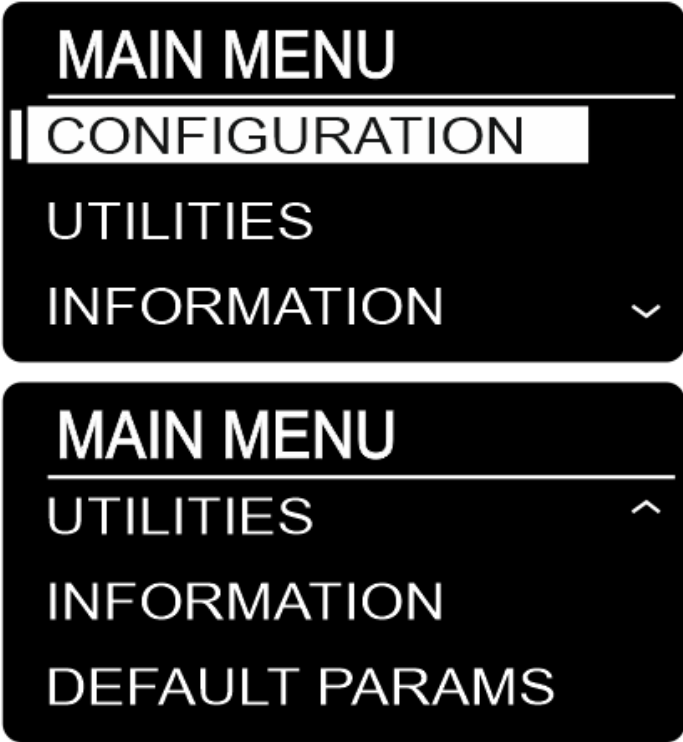 MAIN MENU
CONFIGURATION
UTILITIES
INFORMATION
MAIN MENU
UTILITIES
INFORMATION
DEFAULT PARAMS